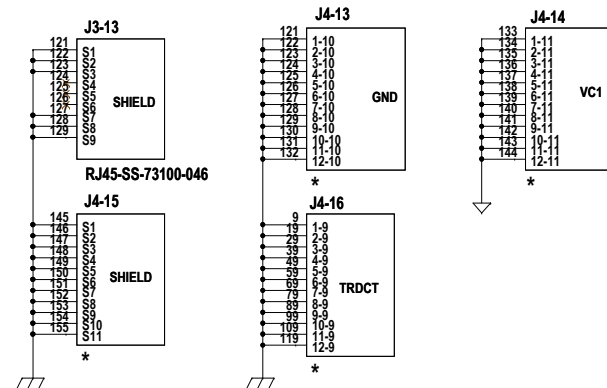 J3-13
121 S1
122 S2
123 S3
124 S4
125 S5
126 S6
127 S7
128 S8
129 S9
SHIELD
RJ45-SS-73100-046
J4-15
145 S1
146 S2
147 S3
148 S4
149 S5
150 S6
151 S7
152 S8
153 S9
154 S10
155 S11
SHIELD
*
J4-13
121 1-10
122 2-10
123 3-10
124 4-10
125 5-10
126 6-10
127 7-10
128 8-10
129 9-10
130 10-10
131 11-10
132 12-10
GND
*
J4-16
9 1-9
19 2-9
29 3-9
39 4-9
49 5-9
59 6-9
69 7-9
79 8-9
89 9-9
99 10-9
109 11-9
119 12-9
TRDCT
*
J4-14
133 1-11
134 2-11
135 3-11
136 4-11
137 5-11
138 6-11
139 7-11
140 8-11
141 9-11
142 10-11
143 11-11
144 12-11
VC1
*